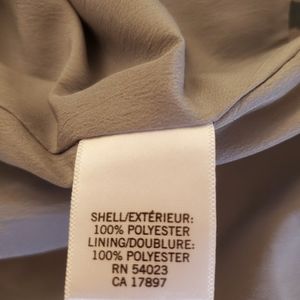 SHELL/EXTÉRIEUR:
100% POLYESTER
LINING/DOUBLURE:
100% POLYESTER
RN 54023
CA 17897